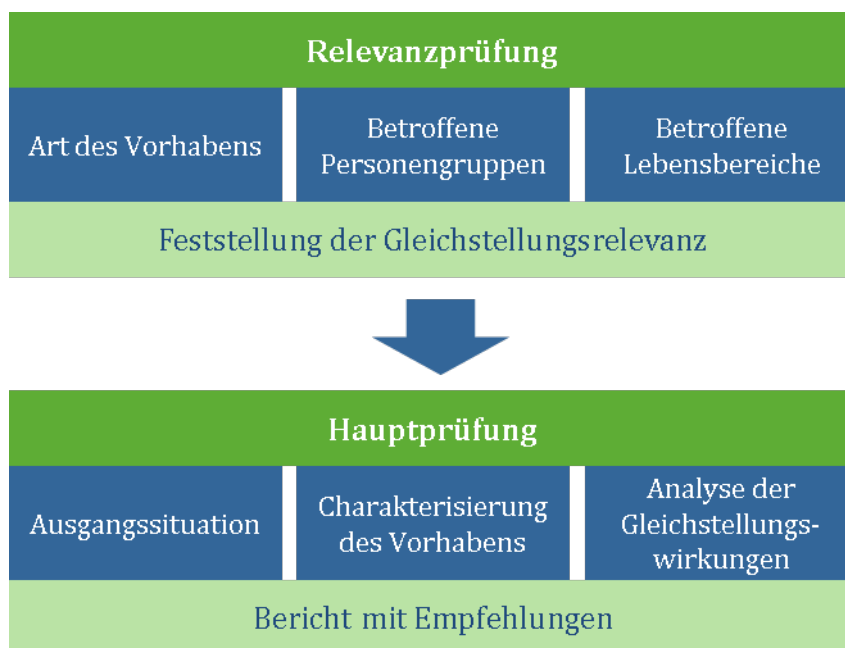 Relevanzprüfung
Art des Vorhabens
Betroffene
Personengruppen
Betroffene
Lebensbereiche
Feststellung der Gleichstellungsrelevanz
Hauptprüfung
Ausgangssituation
Charakterisierung
des Vorhabens
Analyse der
Gleichstellungs-
wirkungen
Bericht mit Empfehlungen